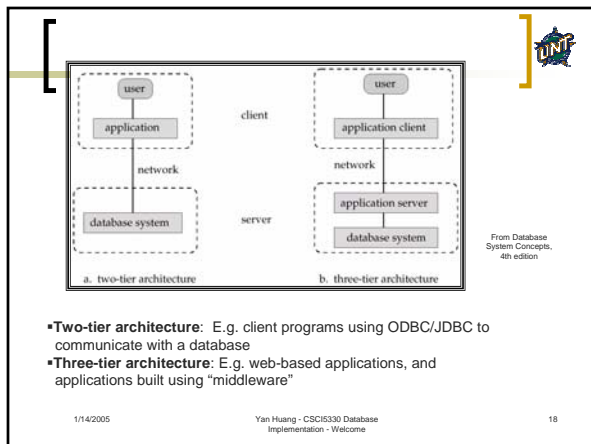 UNT
user
application
network
database system
a. two-tier architecture
client
server
user
application client
network
application server
database system
b. three-tier architecture
From Database
System Concepts,
4th edition
▪Two-tier architecture: E.g. client programs using ODBC/JDBC to
communicate with a database
▪Three-tier architecture: E.g. web-based applications, and
applications built using “middleware”
1/14/2005
Yan Huang - CSCI5330 Database
Implementation - Welcome
18